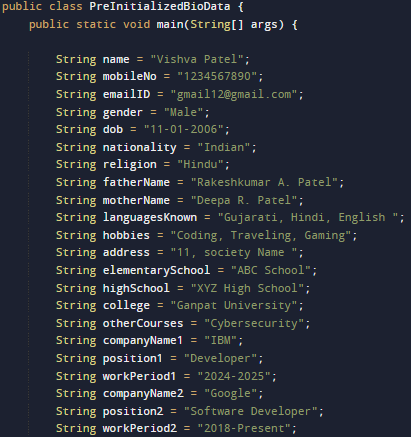 public class PreInitializedBioData {
public static void main(String[] args) {
String name = "Vishva Patel";
String mobileNo = "1234567890";
String emailID = "gmail12@gmail.com";
String gender = "Male";
String dob = "11-01-2006";
String nationality = "Indian";
String religion = "Hindu";
String fatherName = "Rakeshkumar A. Patel";
String motherName = "Deepa R. Patel";
String languagesKnown = "Gujarati, Hindi, English ";
String hobbies = "Coding, Traveling, Gaming";
String address = "11, society Name ";
String elementarySchool = "ABC School";
String highSchool = "XYZ High School";
String college = "Ganpat University";
String otherCourses = "Cybersecurity";
String companyName1 = "IBM";
String position1 = "Developer";
String workPeriod1 = "2024-2025";
String companyName2 = "Google";
String position2 = "Software Developer";
String workPeriod2 = "2018-Present";